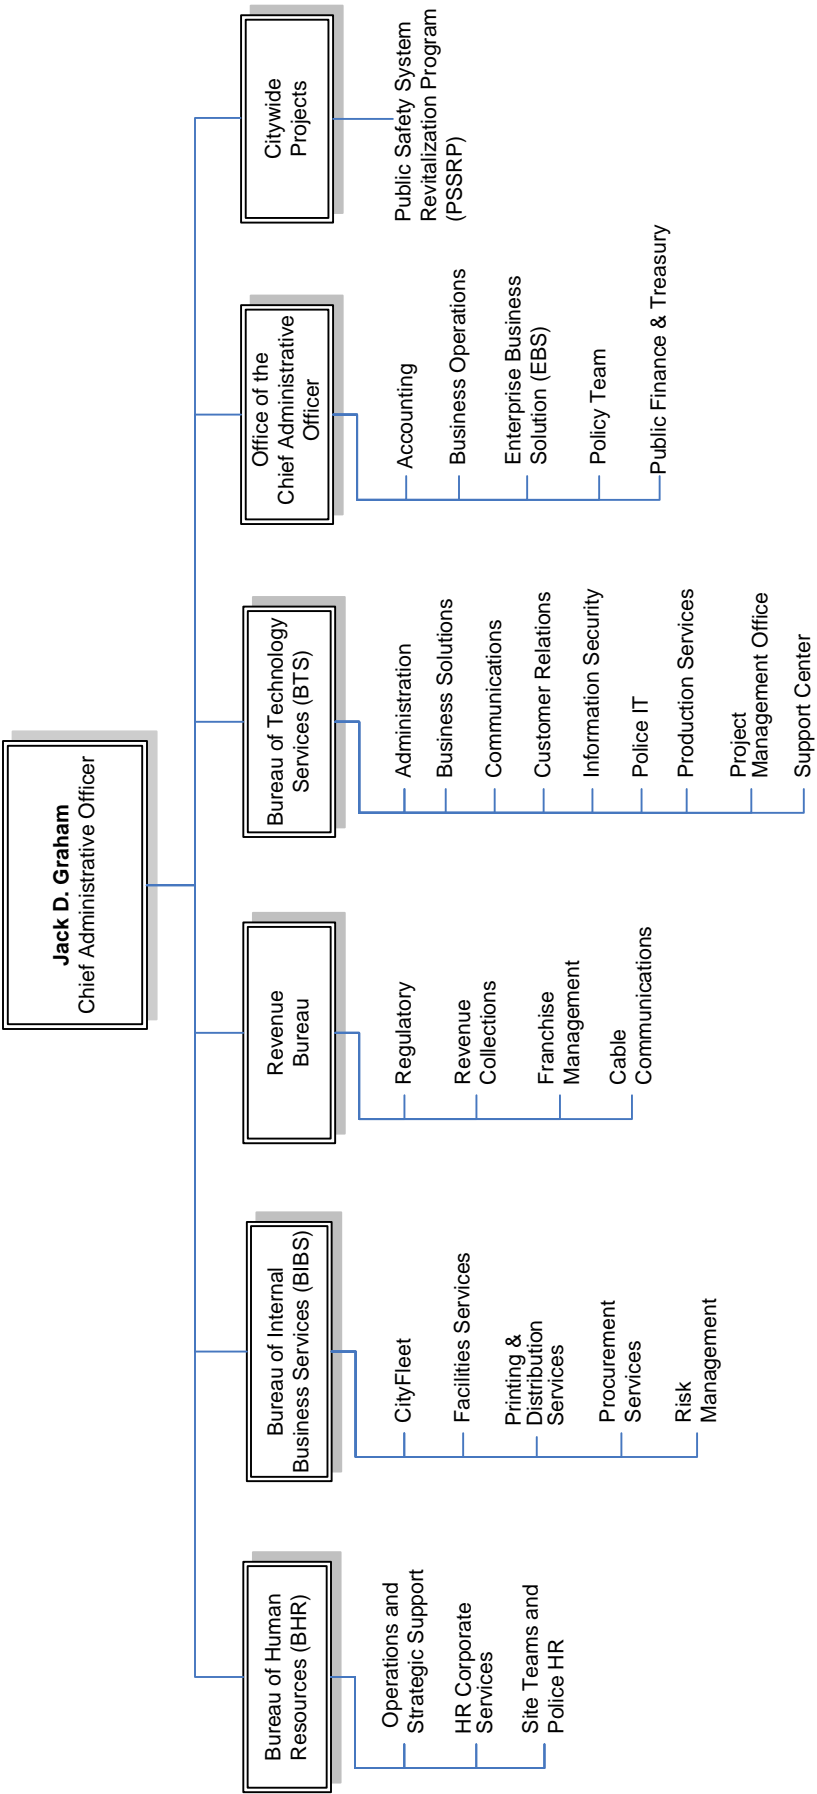 Jack D. Graham
Chief Administrative Officer
Bureau of Human
Resources (BHR)
Operations and
Strategic Support
HR Corporate
Services
Site Teams and
Police HR
Bureau of Internal
Business Services (BIBS)
CityFleet
Facilities Services
Printing &
Distribution
Services
Procurement
Services
Risk
Management
Revenue
Bureau
Regulatory
Revenue
Collections
Franchise
Management
Cable
Communications
Bureau of Technology
Services (BTS)
Administration
Business Solutions
Communications
Customer Relations
Information Security
Police IT
Production Services
Project
Management Office
Support Center
Office of the
Chief Administrative
Officer
Accounting
Business Operations
Enterprise Business
Solution (EBS)
Policy Team
Public Finance & Treasury
Citywide
Projects
Public Safety System
Revitalization Program
(PSSRP)